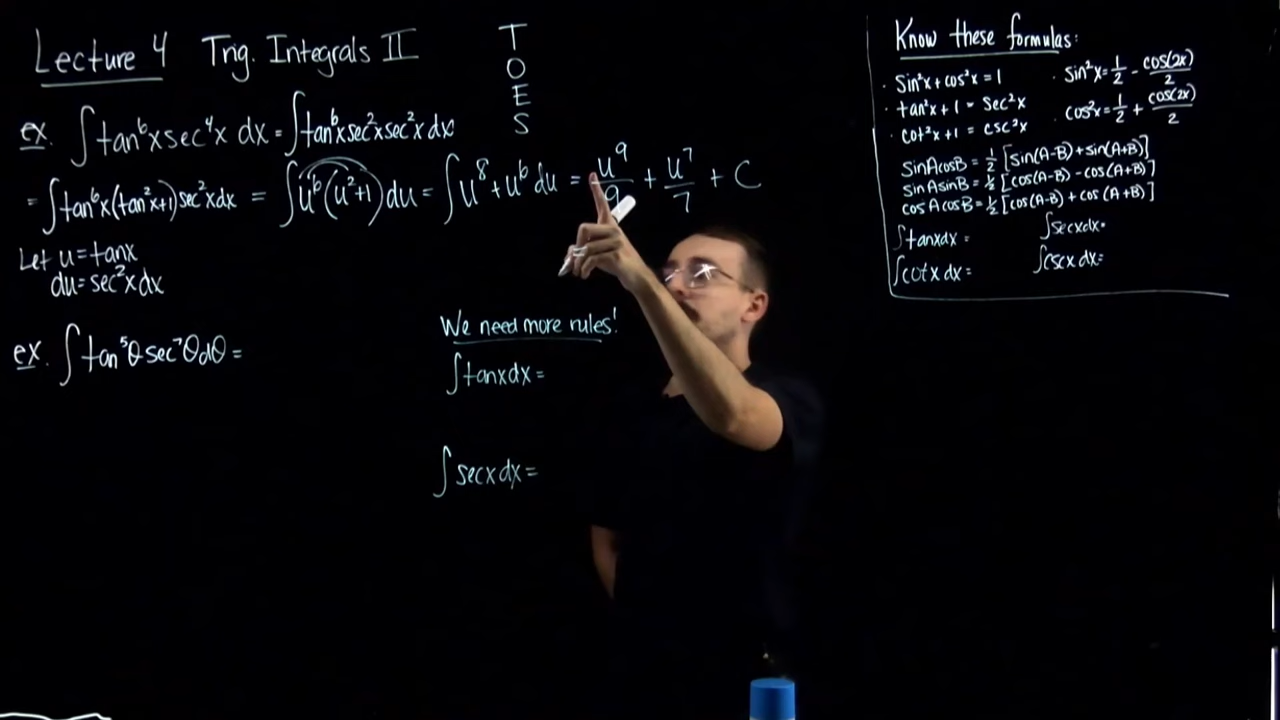 Lecture 4 Trig. Integrals II
T
O
E
S
ex. ∫tan⁶x sec⁴x dx = ∫tan⁶x sec²x sec²x dx
= ∫tan⁶x(tan²x+1)sec²x dx = ∫u⁶(u²+1)du = ∫u⁸+u⁶ du = u⁹/9 + u⁷/7 + C
Let u=tanx
du=sec²x dx
ex. ∫tan⁵θ sec⁷θ dθ =
We need more rules!
∫tanx dx =
∫secx dx =
Know these formulas:
· sin²x+cos²x = 1
· tan²x+1 = sec²x
· cot²x+1 = csc²x
· sin²x = 1/2 - cos(2x)/2
· cos²x = 1/2 + cos(2x)/2
sinAcosB = 1/2 [sin(A-B)+sin(A+B)]
sinAsinB = 1/2 [cos(A-B)-cos(A+B)]
cosAcosB = 1/2 [cos(A-B)+cos(A+B)]
∫tanxdx =
∫secxdx=
∫cotxdx =
∫cscxdx=